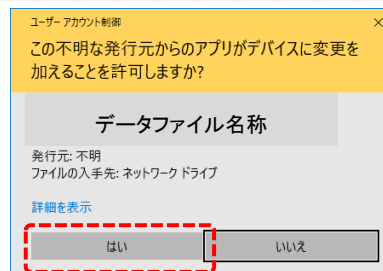 ユーザー アカウント制御
×
この不明な発行元からのアプリがデバイスに変更を
加えることを許可しますか?
データファイル名称
発行元: 不明
ファイルの入手先: ネットワーク ドライブ
詳細を表示
はい
いいえ